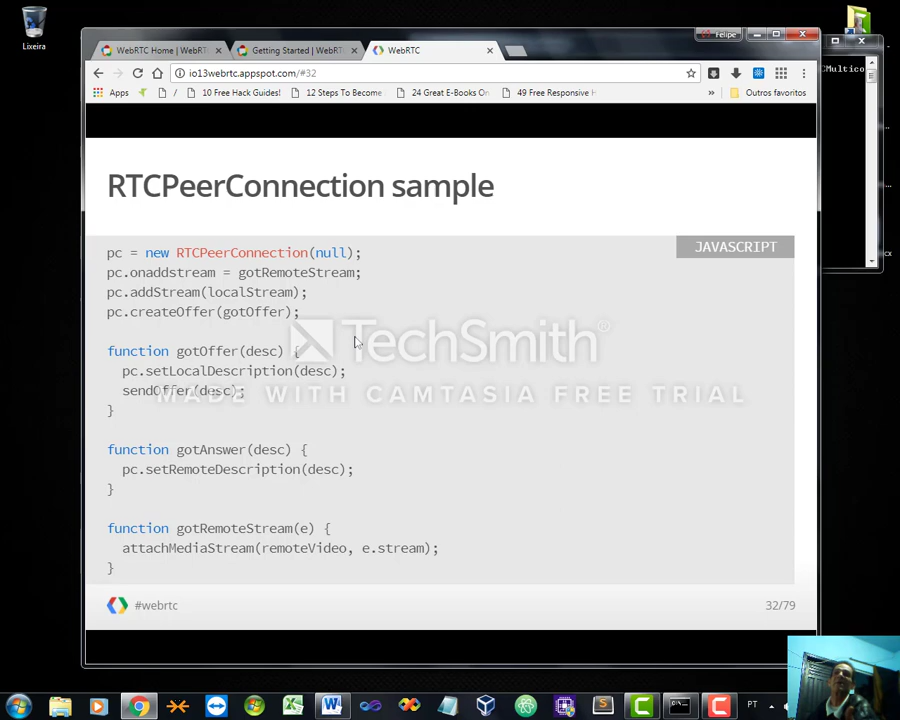 Lixeira
Felipe
WebRTC Home | WebRT
Getting Started | WebRT
WebRTC
io13webrtc.appspot.com/#32
Apps
/
10 Free Hack Guides!
12 Steps To Become
24 Great E-Books On
49 Free Responsive H
»
Outros favoritos
CMultico
RTCPeerConnection sample
JAVASCRIPT
pc = new RTCPeerConnection(null);
pc.onaddstream = gotRemoteStream;
pc.addStream(localStream);
pc.createOffer(gotOffer);
function gotOffer(desc) {
pc.setLocalDescription(desc);
sendOffer(desc);
}
function gotAnswer(desc) {
pc.setRemoteDescription(desc);
}
function gotRemoteStream(e) {
attachMediaStream(remoteVideo, e.stream);
}
TechSmith®
MADE WITH CAMTASIA FREE TRIAL
#webrtc
32/79
PT